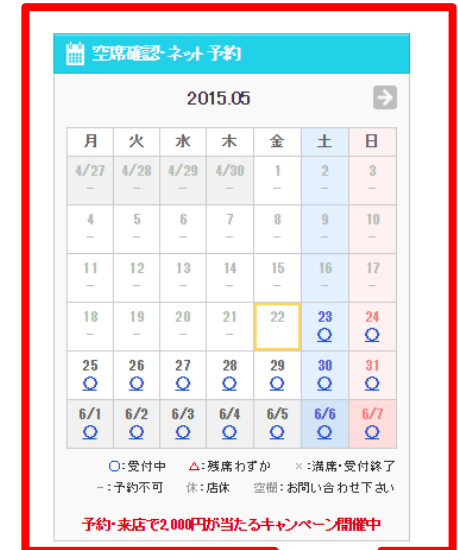 空席確認・ネット予約
2015.05
月 火 水 木 金 土 日
4/27 4/28 4/29 4/30 1 2 3
− − − − − − −
4 5 6 7 8 9 10
− − − − − − −
11 12 13 14 15 16 17
− − − − − − −
18 19 20 21 22 23 24
− − − − ○ ○
25 26 27 28 29 30 31
○ ○ ○ ○ ○ ○ ○
6/1 6/2 6/3 6/4 6/5 6/6 6/7
○ ○ ○ ○ ○ ○ ○
○:受付中 △:残席わずか ×:満席・受付終了
−:予約不可 休:店休 空欄:お問い合わせ下さい
予約・来店で2,000円が当たるキャンペーン開催中